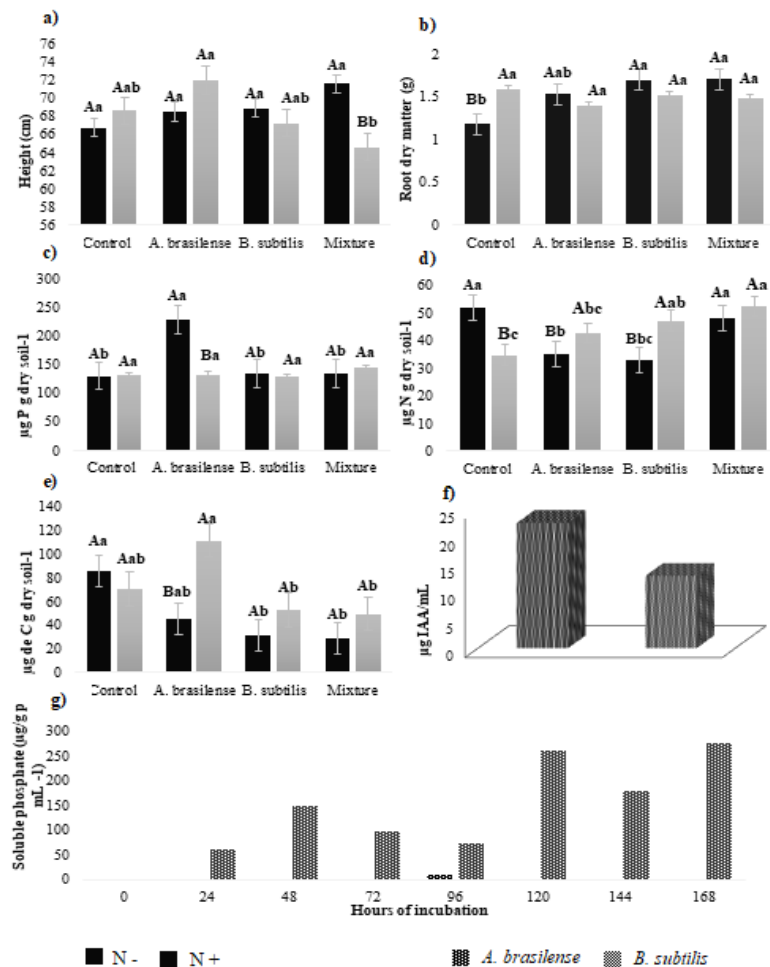 a)
76
74
72
70
68
66
64
62
60
58
56
Height (cm)
Aa Aab Aa Aa Aa Aab Aa Bb
Control A. brasilense B. subtilis Mixture
b)
2
1.5
1
0.5
0
Root dry matter (g)
Bb Aa Aab Aa Aa Aa Aa Aa
Control A. brasilense B. subtilis Mixture
c)
300
250
200
150
100
50
0
µg P g dry soil-1
Ab Aa Aa Ba Ab Aa Ab Aa
Control A. brasilense B. subtilis Mixture
d)
60
50
40
30
20
10
0
µg N g dry soil-1
Aa Bc Bb Abc Bbc Aab Aa Aa
Control A. brasilense B. subtilis Mixture
e)
140
120
100
80
60
40
20
0
µg de C g dry soil-1
Aa Aab Bab Aa Ab Ab Ab Ab
Control A. brasilense B. subtilis Mixture
f)
25
20
15
10
5
0
µg IAA/mL
g)
300
250
200
150
100
50
0
Soluble phosphate (µg/g p
mL -1)
0 24 48 72 96 120 144 168
Hours of incubation
N - N + A. brasilense B. subtilis